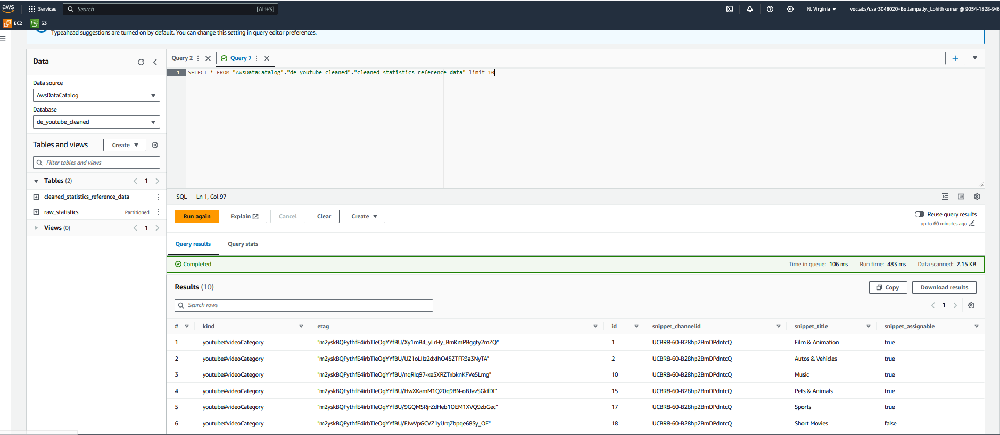 aws Services Search [Alt+S] N. Virginia voclabs/user3048020=Bollampally,_Lohithkumar @ 9054-1828-946
EC2 S3
Typeahead suggestions are turned on by default. You can change this setting in query editor preferences.
Data
Query 2 Query 7
1 SELECT * FROM "AwsDataCatalog"."de_youtube_cleaned"."cleaned_statistics_reference_data" limit 10
Data source
AwsDataCatalog
Database
de_youtube_cleaned
Tables and views Create
Filter tables and views
Tables (2) 1
cleaned_statistics_reference_data
raw_statistics Partitioned
Views (0) 1
SQL Ln 1, Col 97
Run again Explain Cancel Clear Create
Reuse query results
up to 60 minutes ago
Query results Query stats
Completed Time in queue: 106 ms Run time: 483 ms Data scanned: 2.15 KB
Results (10) Copy Download results
Search rows 1
# kind etag id snippet_channelid snippet_title snippet_assignable
1 youtube#videoCategory "m2yskBQFythfE4irbTIeOgYYfBU/Xy1mB4_yLrHy_BmKmPBggty2mZQ" 1 UCBR8-60-B28hp2BmDPdntcQ Film & Animation true
2 youtube#videoCategory "m2yskBQFythfE4irbTIeOgYYfBU/UZ1oLIIz2dxIhO45ZTFR3a3NyTA" 2 UCBR8-60-B28hp2BmDPdntcQ Autos & Vehicles true
3 youtube#videoCategory "m2yskBQFythfE4irbTIeOgYYfBU/nqRIq97-xe5XRZTxbknKFVe5Lmg" 10 UCBR8-60-B28hp2BmDPdntcQ Music true
4 youtube#videoCategory "m2yskBQFythfE4irbTIeOgYYfBU/HwXKamM1Q20q9BN-oBJavSGkfDI" 15 UCBR8-60-B28hp2BmDPdntcQ Pets & Animals true
5 youtube#videoCategory "m2yskBQFythfE4irbTIeOgYYfBU/9GQMSRjrZdHeb1OEM1XVQ9zbGec" 17 UCBR8-60-B28hp2BmDPdntcQ Sports true
6 youtube#videoCategory "m2yskBQFythfE4irbTIeOgYYfBU/FJwVpGCVZ1yiJrqZbpqe68Sy_OE" 18 UCBR8-60-B28hp2BmDPdntcQ Short Movies false